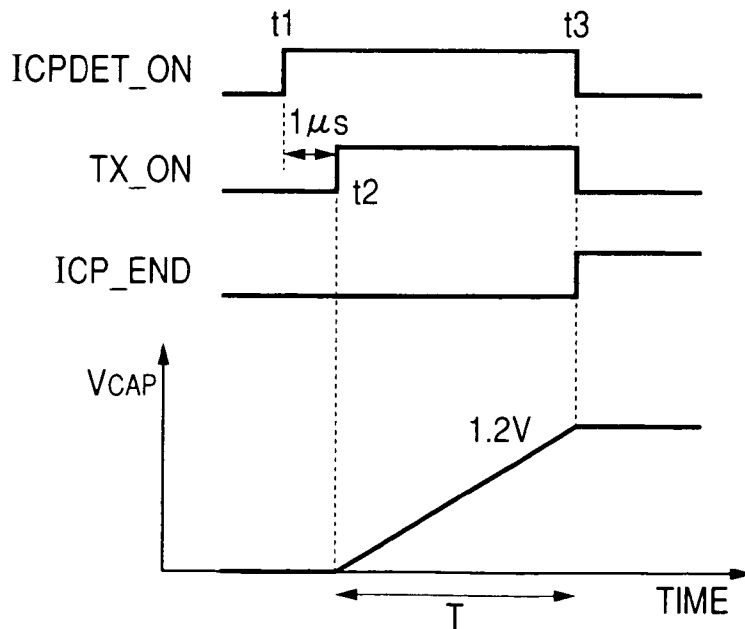 t1 t3
ICPDET_ON
1μs
TX_ON
t2
ICP_END
VCAP
1.2V
TIME
T